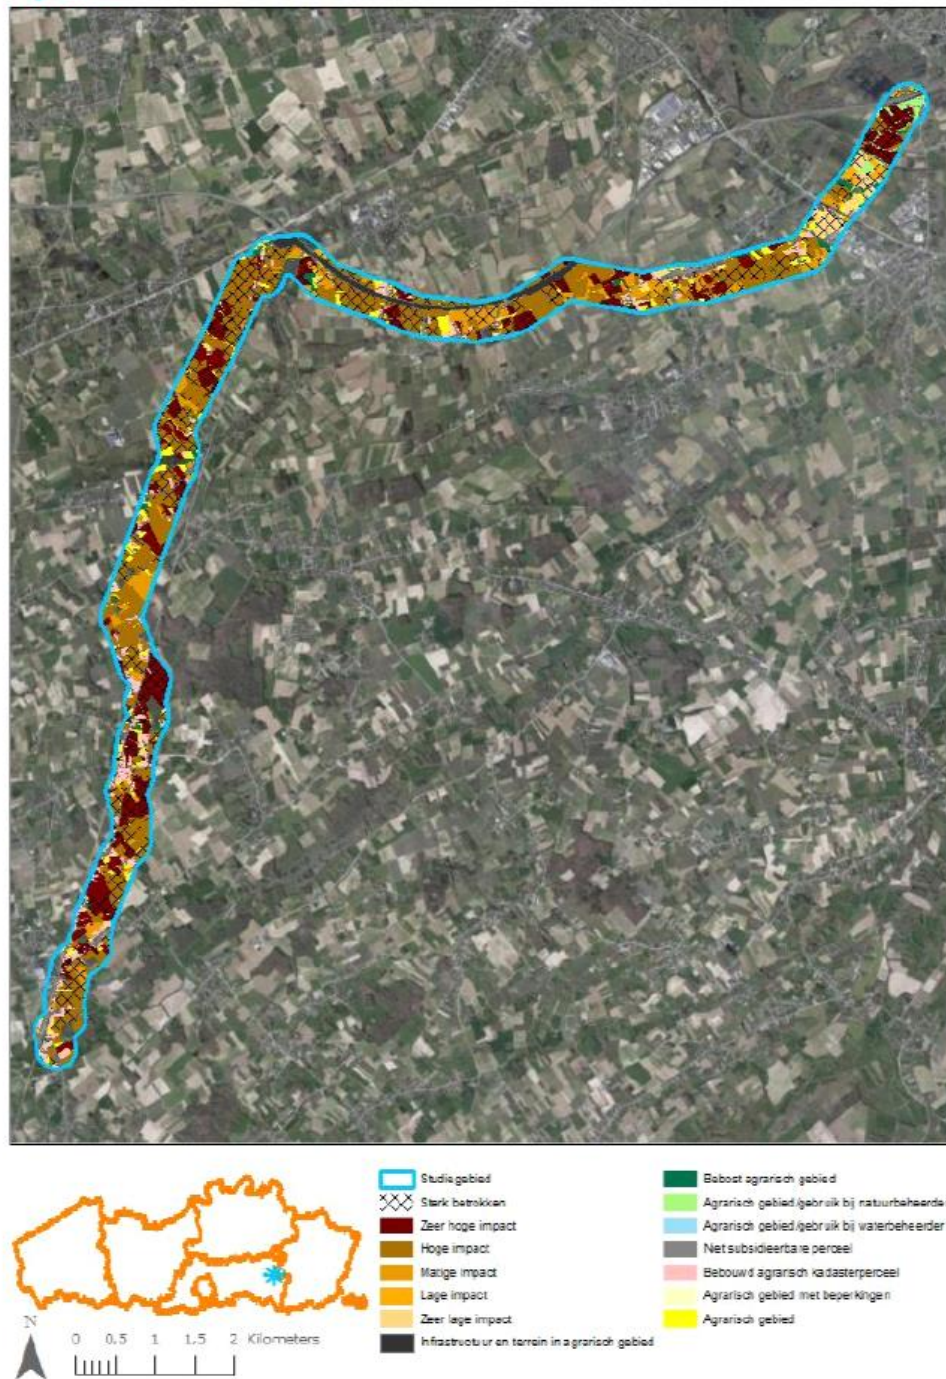 Studiegebied
Sterk betrokken
Zeer hoge impact
Hoge impact
Matige impact
Lage impact
Zeer lage impact
Infrastructuur en terrein in agrarisch gebied
Bebost agrarisch gebied
Agrarisch gebied/gebruik bij natuurbeheerder
Agrarisch gebied/gebruik bij waterbeheerder
Niet subsidieerbare perceel
Bebouwd agrarisch kadasterperceel
Agrarisch gebied met beperkingen
Agrarisch gebied
N
0 0,5 1 1,5 2 Kilometers